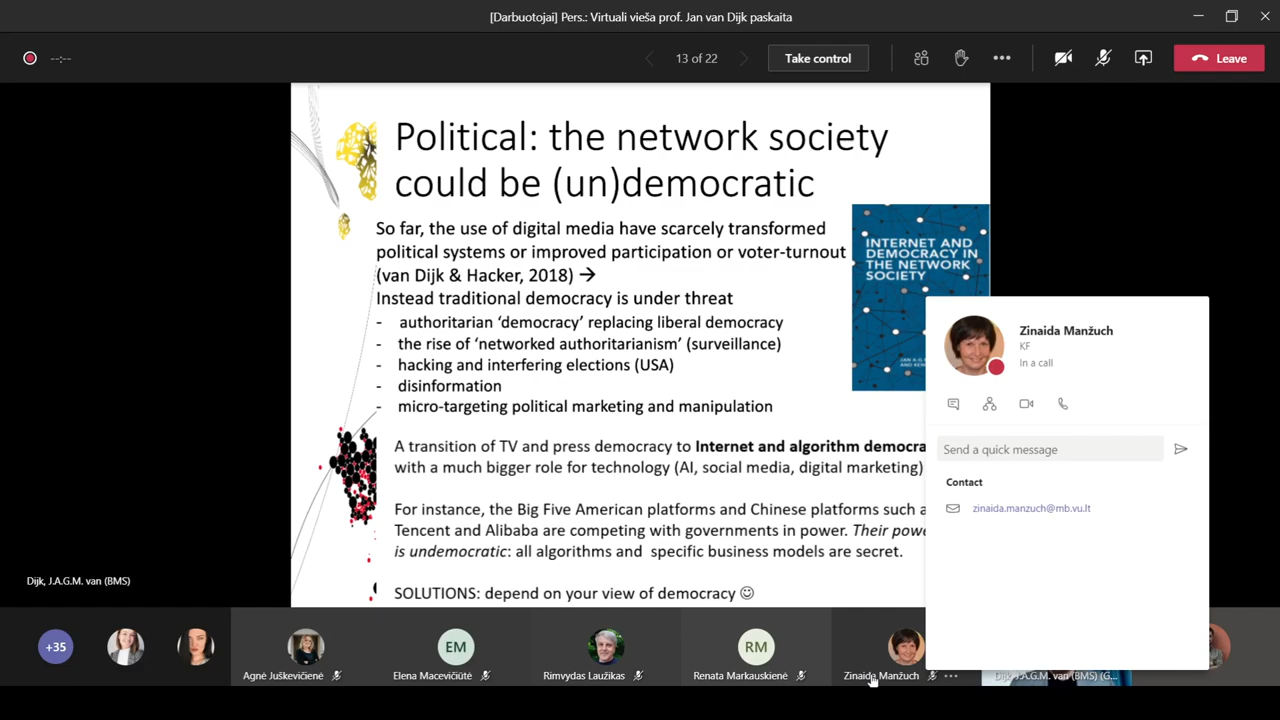 [Darbuotojai] Pers.: Virtuali vieša prof. Jan van Dijk paskaita
--:--
13 of 22
Take control
Leave
Political: the network society
could be (un)democratic
So far, the use of digital media have scarcely transformed
political systems or improved participation or voter-turnout
(van Dijk & Hacker, 2018) →
Instead traditional democracy is under threat
- authoritarian ‘democracy’ replacing liberal democracy
- the rise of ‘networked authoritarianism’ (surveillance)
- hacking and interfering elections (USA)
- disinformation
- micro-targeting political marketing and manipulation
A transition of TV and press democracy to Internet and algorithm democra
with a much bigger role for technology (AI, social media, digital marketing)
For instance, the Big Five American platforms and Chinese platforms such a
Tencent and Alibaba are competing with governments in power. Their powe
is undemocratic: all algorithms and specific business models are secret.
SOLUTIONS: depend on your view of democracy ☺
INTERNET AND
DEMOCRACY IN
THE NETWORK
SOCIETY
Zinaida Manžuch
KF
In a call
Send a quick message
Contact
zinaida.manzuch@mb.vu.lt
Dijk, J.A.G.M. van (BMS)
+35
EM
RM
Agnė Juškevičienė
Elena Macevičiūtė
Rimvydas Laužikas
Renata Markauskienė
Zinaida Manžuch
Dijk, J.A.G.M. van (BMS) (G...